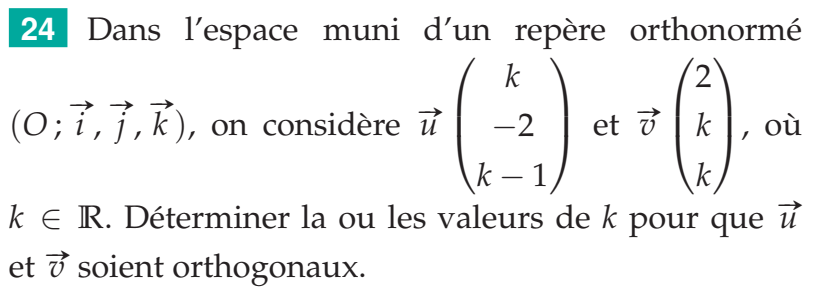 24 Dans l'espace muni d'un repère orthonormé
(O ; \vec{i}, \vec{j}, \vec{k}), on considère \vec{u} \begin{pmatrix} k \\ -2 \\ k-1 \end{pmatrix} et \vec{v} \begin{pmatrix} 2 \\ k \\ k \end{pmatrix}, où
k ∈ ℝ. Déterminer la ou les valeurs de k pour que \vec{u}
et \vec{v} soient orthogonaux.